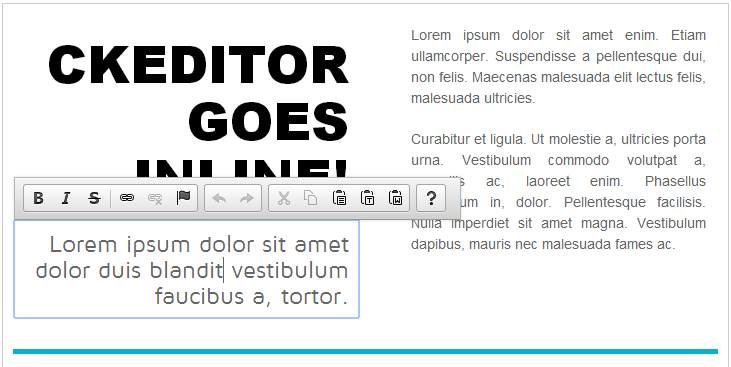 CKEDITOR
GOES
INLINE!
B I S ?
Lorem ipsum dolor sit amet
dolor duis blandit vestibulum
faucibus a, tortor.
Lorem ipsum dolor sit amet enim. Etiam
ullamcorper. Suspendisse a pellentesque dui,
non felis. Maecenas malesuada elit lectus felis,
malesuada ultricies.
Curabitur et ligula. Ut molestie a, ultricies porta
urna. Vestibulum commodo volutpat a,
ac, laoreet enim. Phasellus
in, dolor. Pellentesque facilisis.
Nulla imperdiet sit amet magna. Vestibulum
dapibus, mauris nec malesuada fames ac.